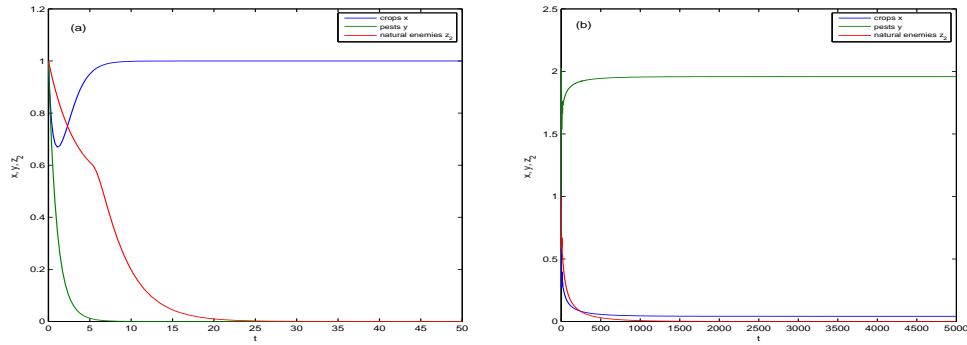 (a)
crops x
pests y
natural enemies z2
1.2
1
0.8
0.6
0.4
0.2
0
x, y, z2
0 5 10 15 20 25 30 35 40 45 50
t
(b)
crops x
pests y
natural enemies z2
2.5
2
1.5
1
0.5
0
x, y, z2
0 500 1000 1500 2000 2500 3000 3500 4000 4500 5000
t